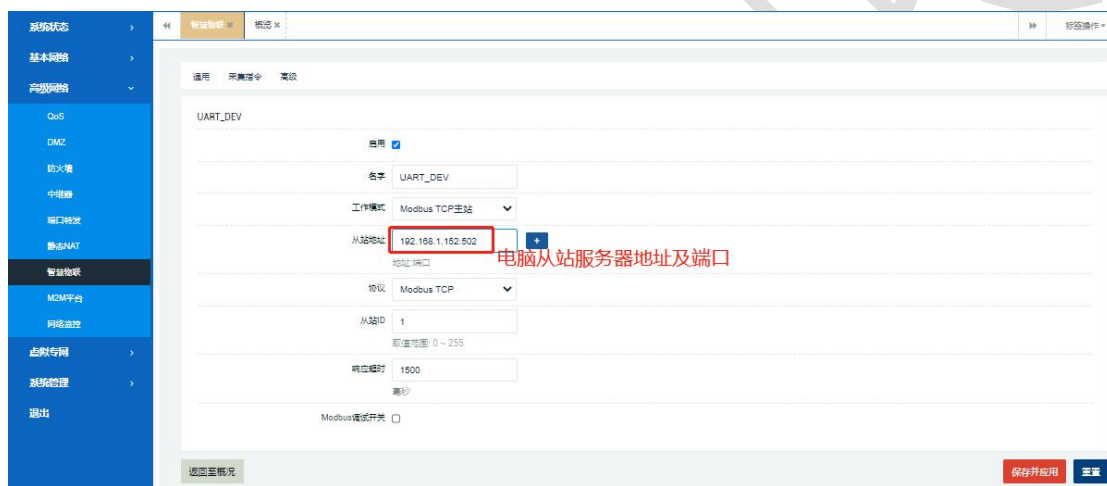 系统状态
智慧物联
概览
标签操作
基本网络
高级网络
通用 采集指令 高级
QoS
UART_DEV
DMZ
启用
防火墙
名字 UART_DEV
中继器
工作模式 Modbus TCP主站
端口转发
从站地址 192.168.1.152:502 +
电脑从站服务器地址及端口
静态NAT
地址:端口
智慧物联
协议 Modbus TCP
M2M平台
从站ID 1
网络监控
取值范围: 0 ~ 255
虚拟专网
响应超时 1500
系统管理
毫秒
退出
Modbus调试开关
返回至概况
保存并应用 重置